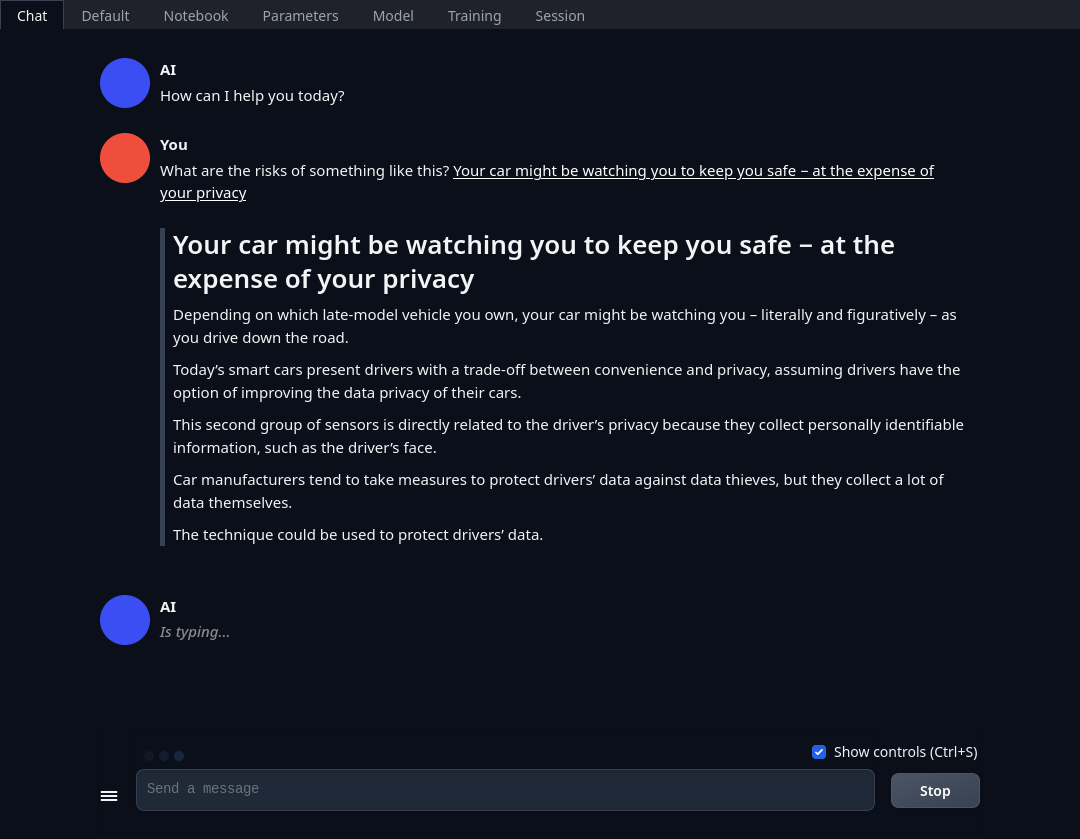 Chat Default Notebook Parameters Model Training Session
AI
How can I help you today?
You
What are the risks of something like this? Your car might be watching you to keep you safe – at the expense of
your privacy
Your car might be watching you to keep you safe – at the
expense of your privacy
Depending on which late-model vehicle you own, your car might be watching you – literally and figuratively – as
you drive down the road.
Today’s smart cars present drivers with a trade-off between convenience and privacy, assuming drivers have the
option of improving the data privacy of their cars.
This second group of sensors is directly related to the driver’s privacy because they collect personally identifiable
information, such as the driver’s face.
Car manufacturers tend to take measures to protect drivers’ data against data thieves, but they collect a lot of
data themselves.
The technique could be used to protect drivers’ data.
AI
Is typing...
Show controls (Ctrl+S)
Send a message
Stop